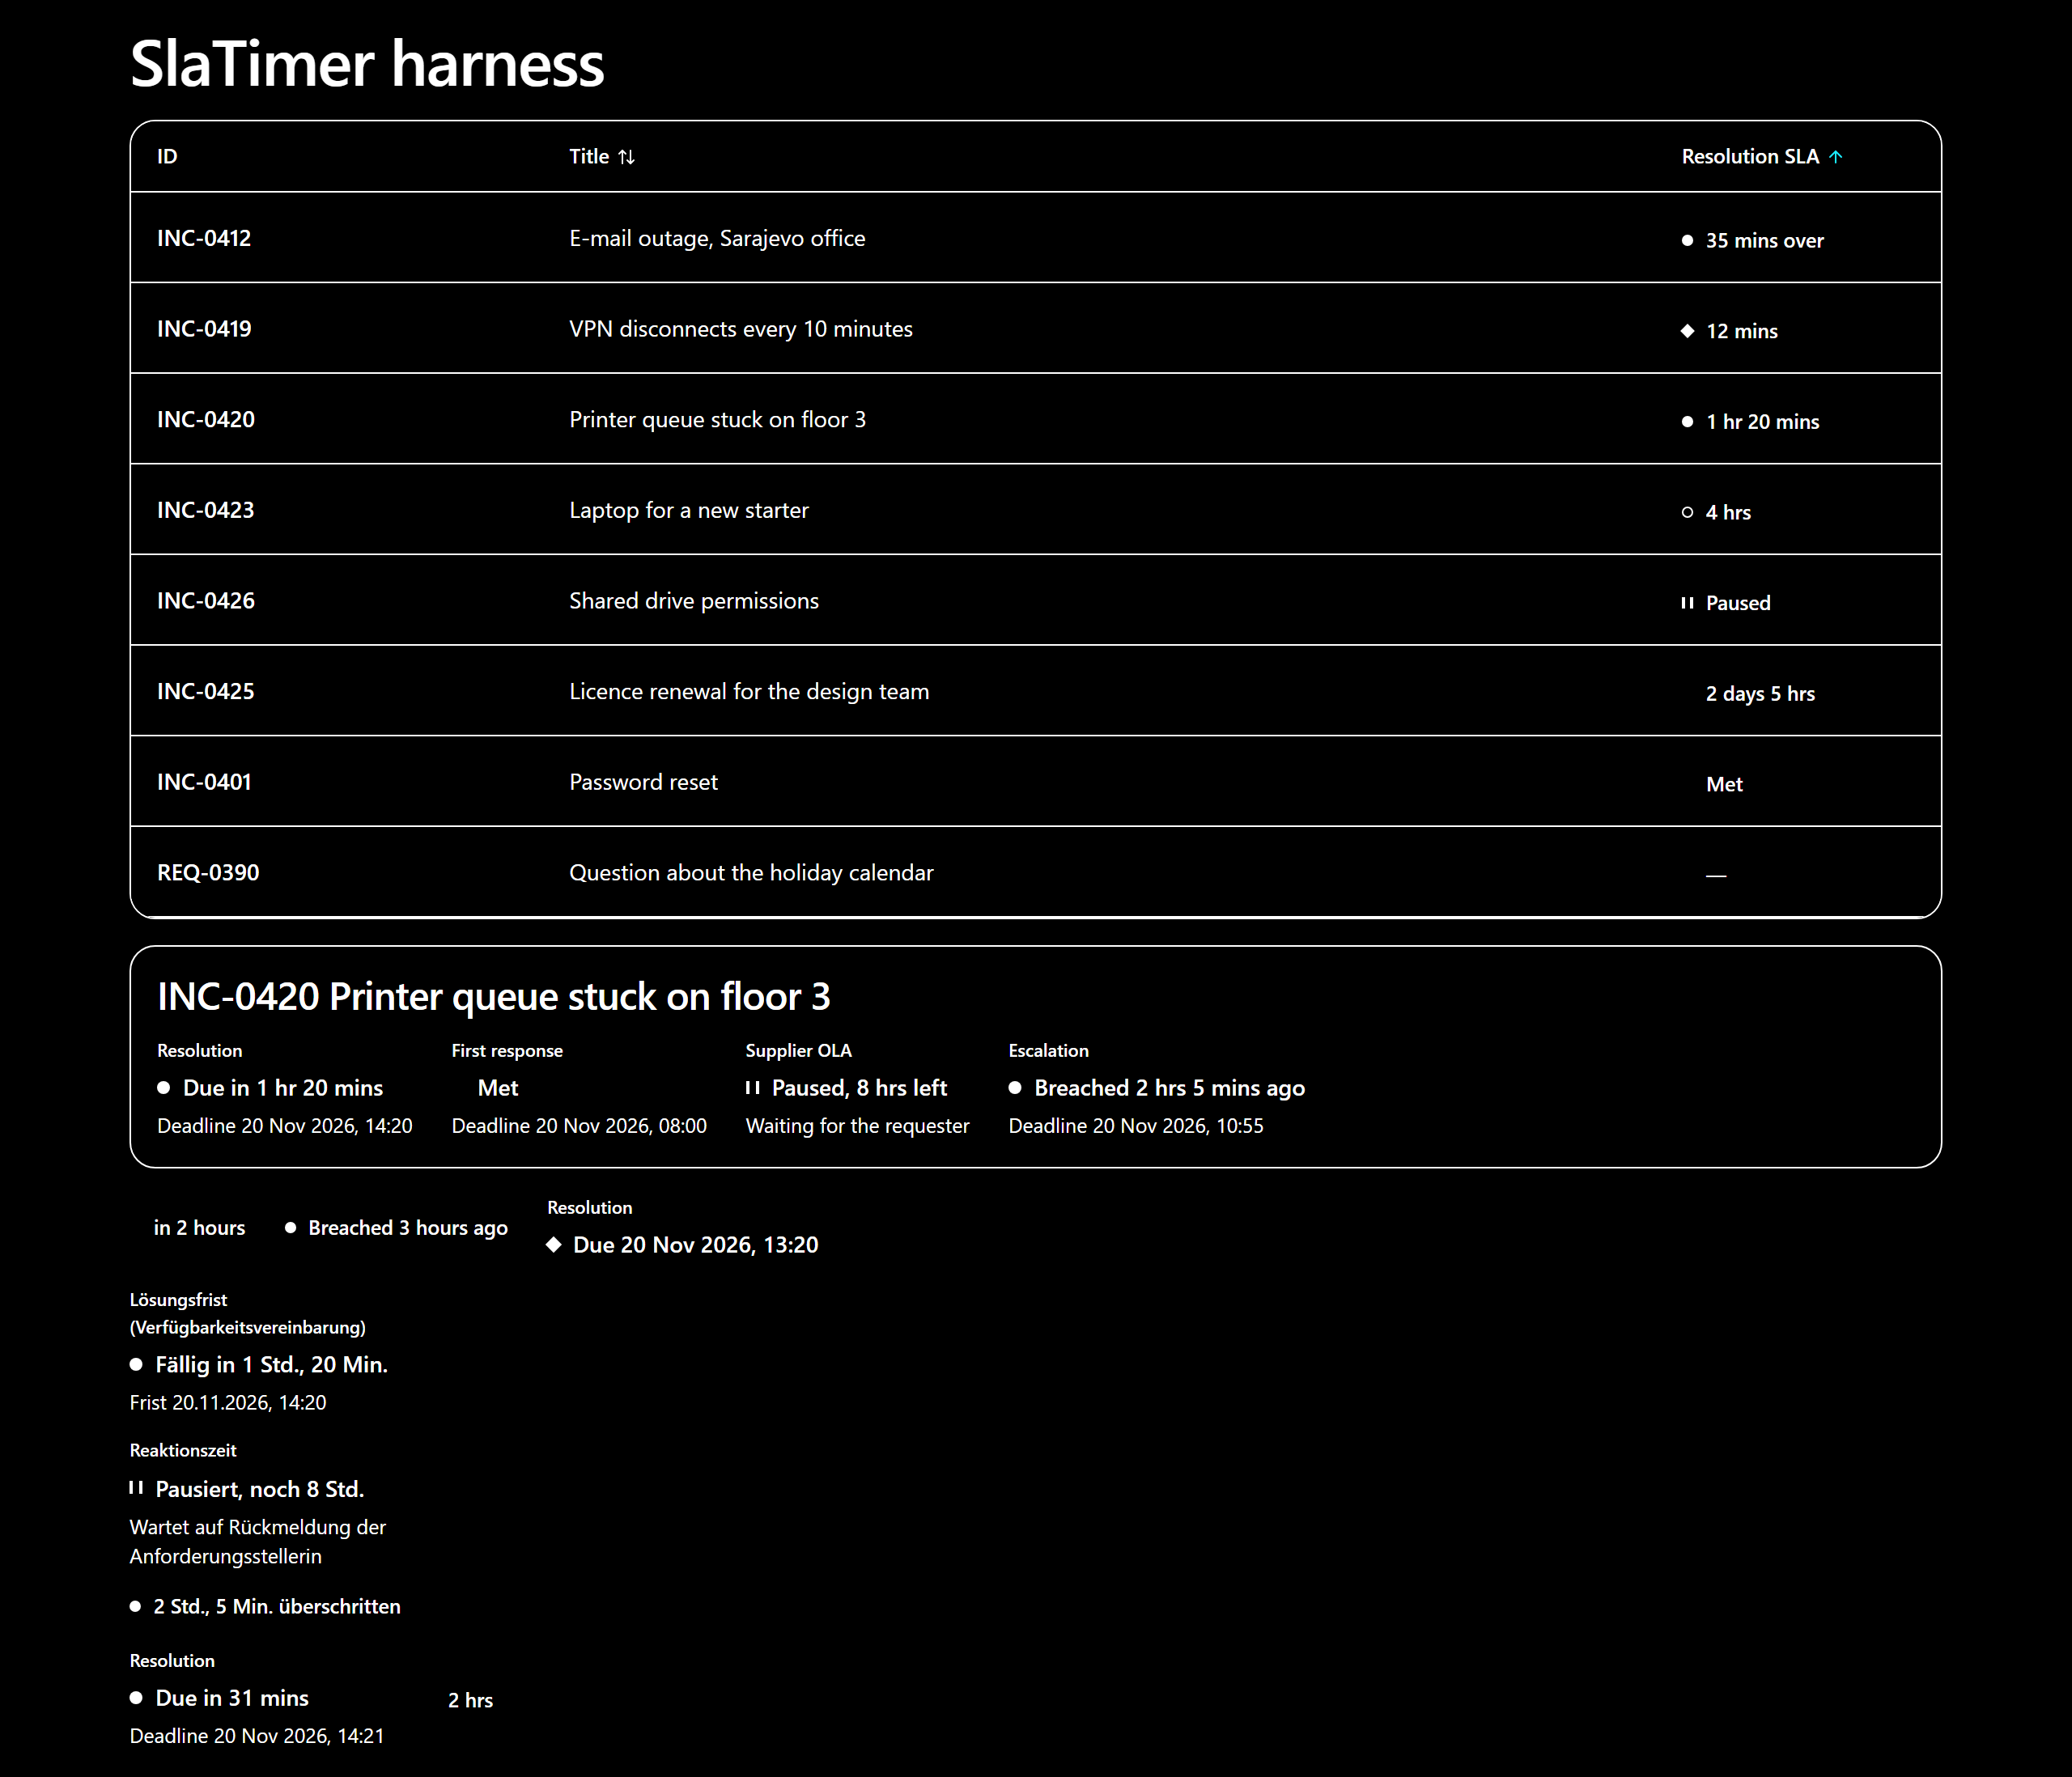 SlaTimer harness
ID Title Resolution SLA
INC-0412 E-mail outage, Sarajevo office 35 mins over
INC-0419 VPN disconnects every 10 minutes 12 mins
INC-0420 Printer queue stuck on floor 3 1 hr 20 mins
INC-0423 Laptop for a new starter 4 hrs
INC-0426 Shared drive permissions Paused
INC-0425 Licence renewal for the design team 2 days 5 hrs
INC-0401 Password reset Met
REQ-0390 Question about the holiday calendar —
INC-0420 Printer queue stuck on floor 3
Resolution First response Supplier OLA Escalation
Due in 1 hr 20 mins Met Paused, 8 hrs left Breached 2 hrs 5 mins ago
Deadline 20 Nov 2026, 14:20 Deadline 20 Nov 2026, 08:00 Waiting for the requester Deadline 20 Nov 2026, 10:55
in 2 hours Breached 3 hours ago
Resolution
Due 20 Nov 2026, 13:20
Lösungsfrist
(Verfügbarkeitsvereinbarung)
Fällig in 1 Std., 20 Min.
Frist 20.11.2026, 14:20
Reaktionszeit
Pausiert, noch 8 Std.
Wartet auf Rückmeldung der
Anforderungsstellerin
2 Std., 5 Min. überschritten
Resolution
Due in 31 mins 2 hrs
Deadline 20 Nov 2026, 14:21